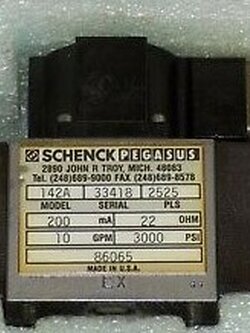 SCHENCK PEGASUS
2890 JOHN R TROY, MICH. 48083
Tel. (248)689-9000 FAX (248)689-8578
142A 33418 2525
MODEL SERIAL PLS
200 mA 22 OHM
10 GPM 3000 PSI
86065
MADE IN U.S.A.
EX